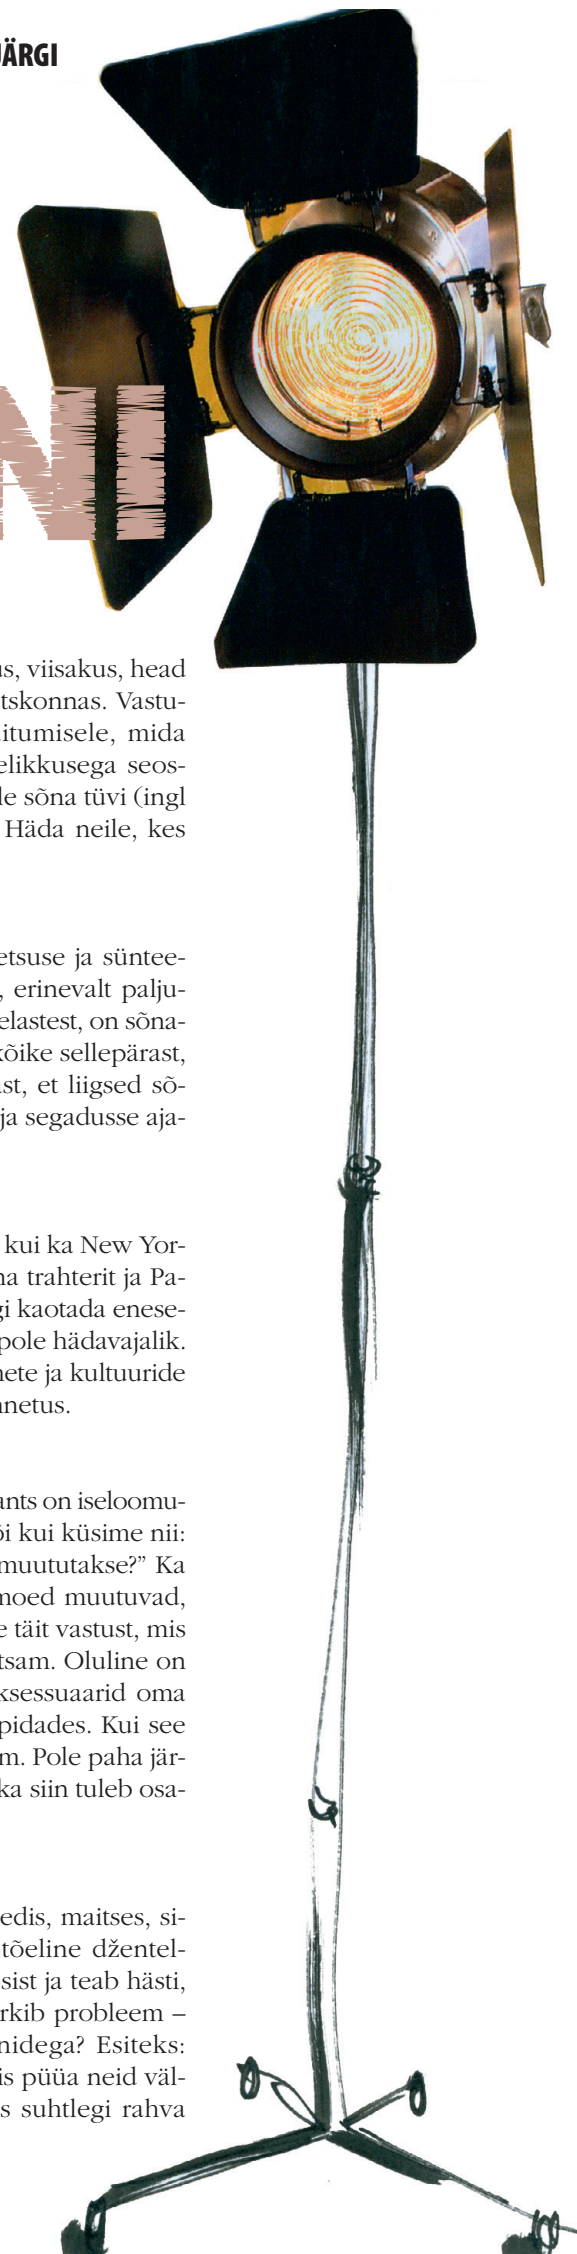 JÄRGI
NI
us, viisakus, head
tskonnas. Vastu-
itumisele, mida
elikkusega seos-
le sõna tüvi (ingl
Häda neile, kes
etsuse ja süntee-
, erinevalt palju-
elastest, on sõna-
kõike sellepärast,
ast, et liigsed sõ-
ja segadusse aja-
kui ka New Yor-
na trahterit ja Pa-
gi kaotada enese-
pole hädavajalik.
nete ja kultuuride
nnetus.
ants on iseloomu-
õi kui küsime nii:
muututakse?” Ka
moed muutuvad,
e täit vastust, mis
tsam. Oluline on
ksessuaarid oma
pidades. Kui see
m. Pole paha jär-
ka siin tuleb osa-
edis, maitses, si-
tõeline džentel-
sist ja teab hästi,
erkib probleem –
nidega? Esiteks:
is püüa neid väl-
s suhtlegi rahva